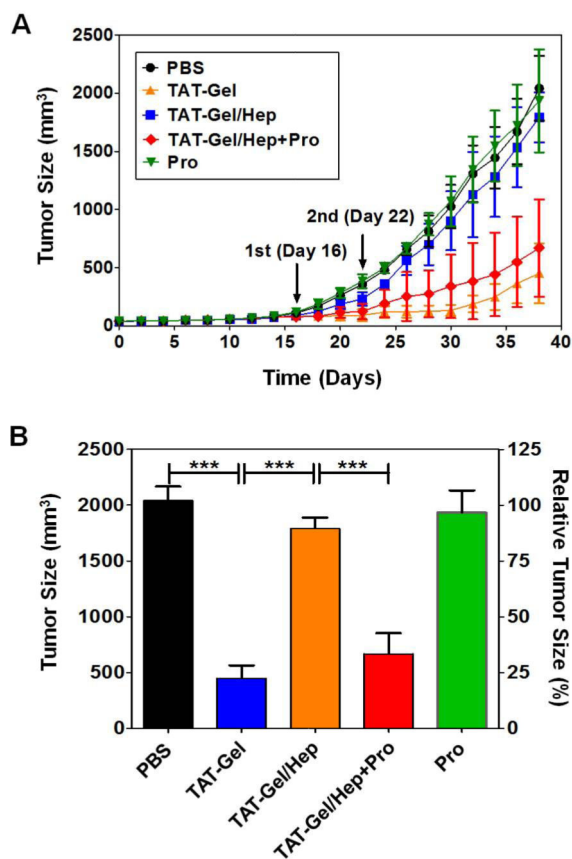 A
PBS
TAT-Gel
TAT-Gel/Hep
TAT-Gel/Hep+Pro
Pro
1st (Day 16)
2nd (Day 22)
Tumor Size (mm³)
2500
2000
1500
1000
500
0
0 5 10 15 20 25 30 35 40
Time (Days)
B
Tumor Size (mm³)
2500
2000
1500
1000
500
0
*** *** ***
125
100
75
50
25
0
Relative Tumor Size (%)
PBS
TAT-Gel
TAT-Gel/Hep
TAT-Gel/Hep+Pro
Pro